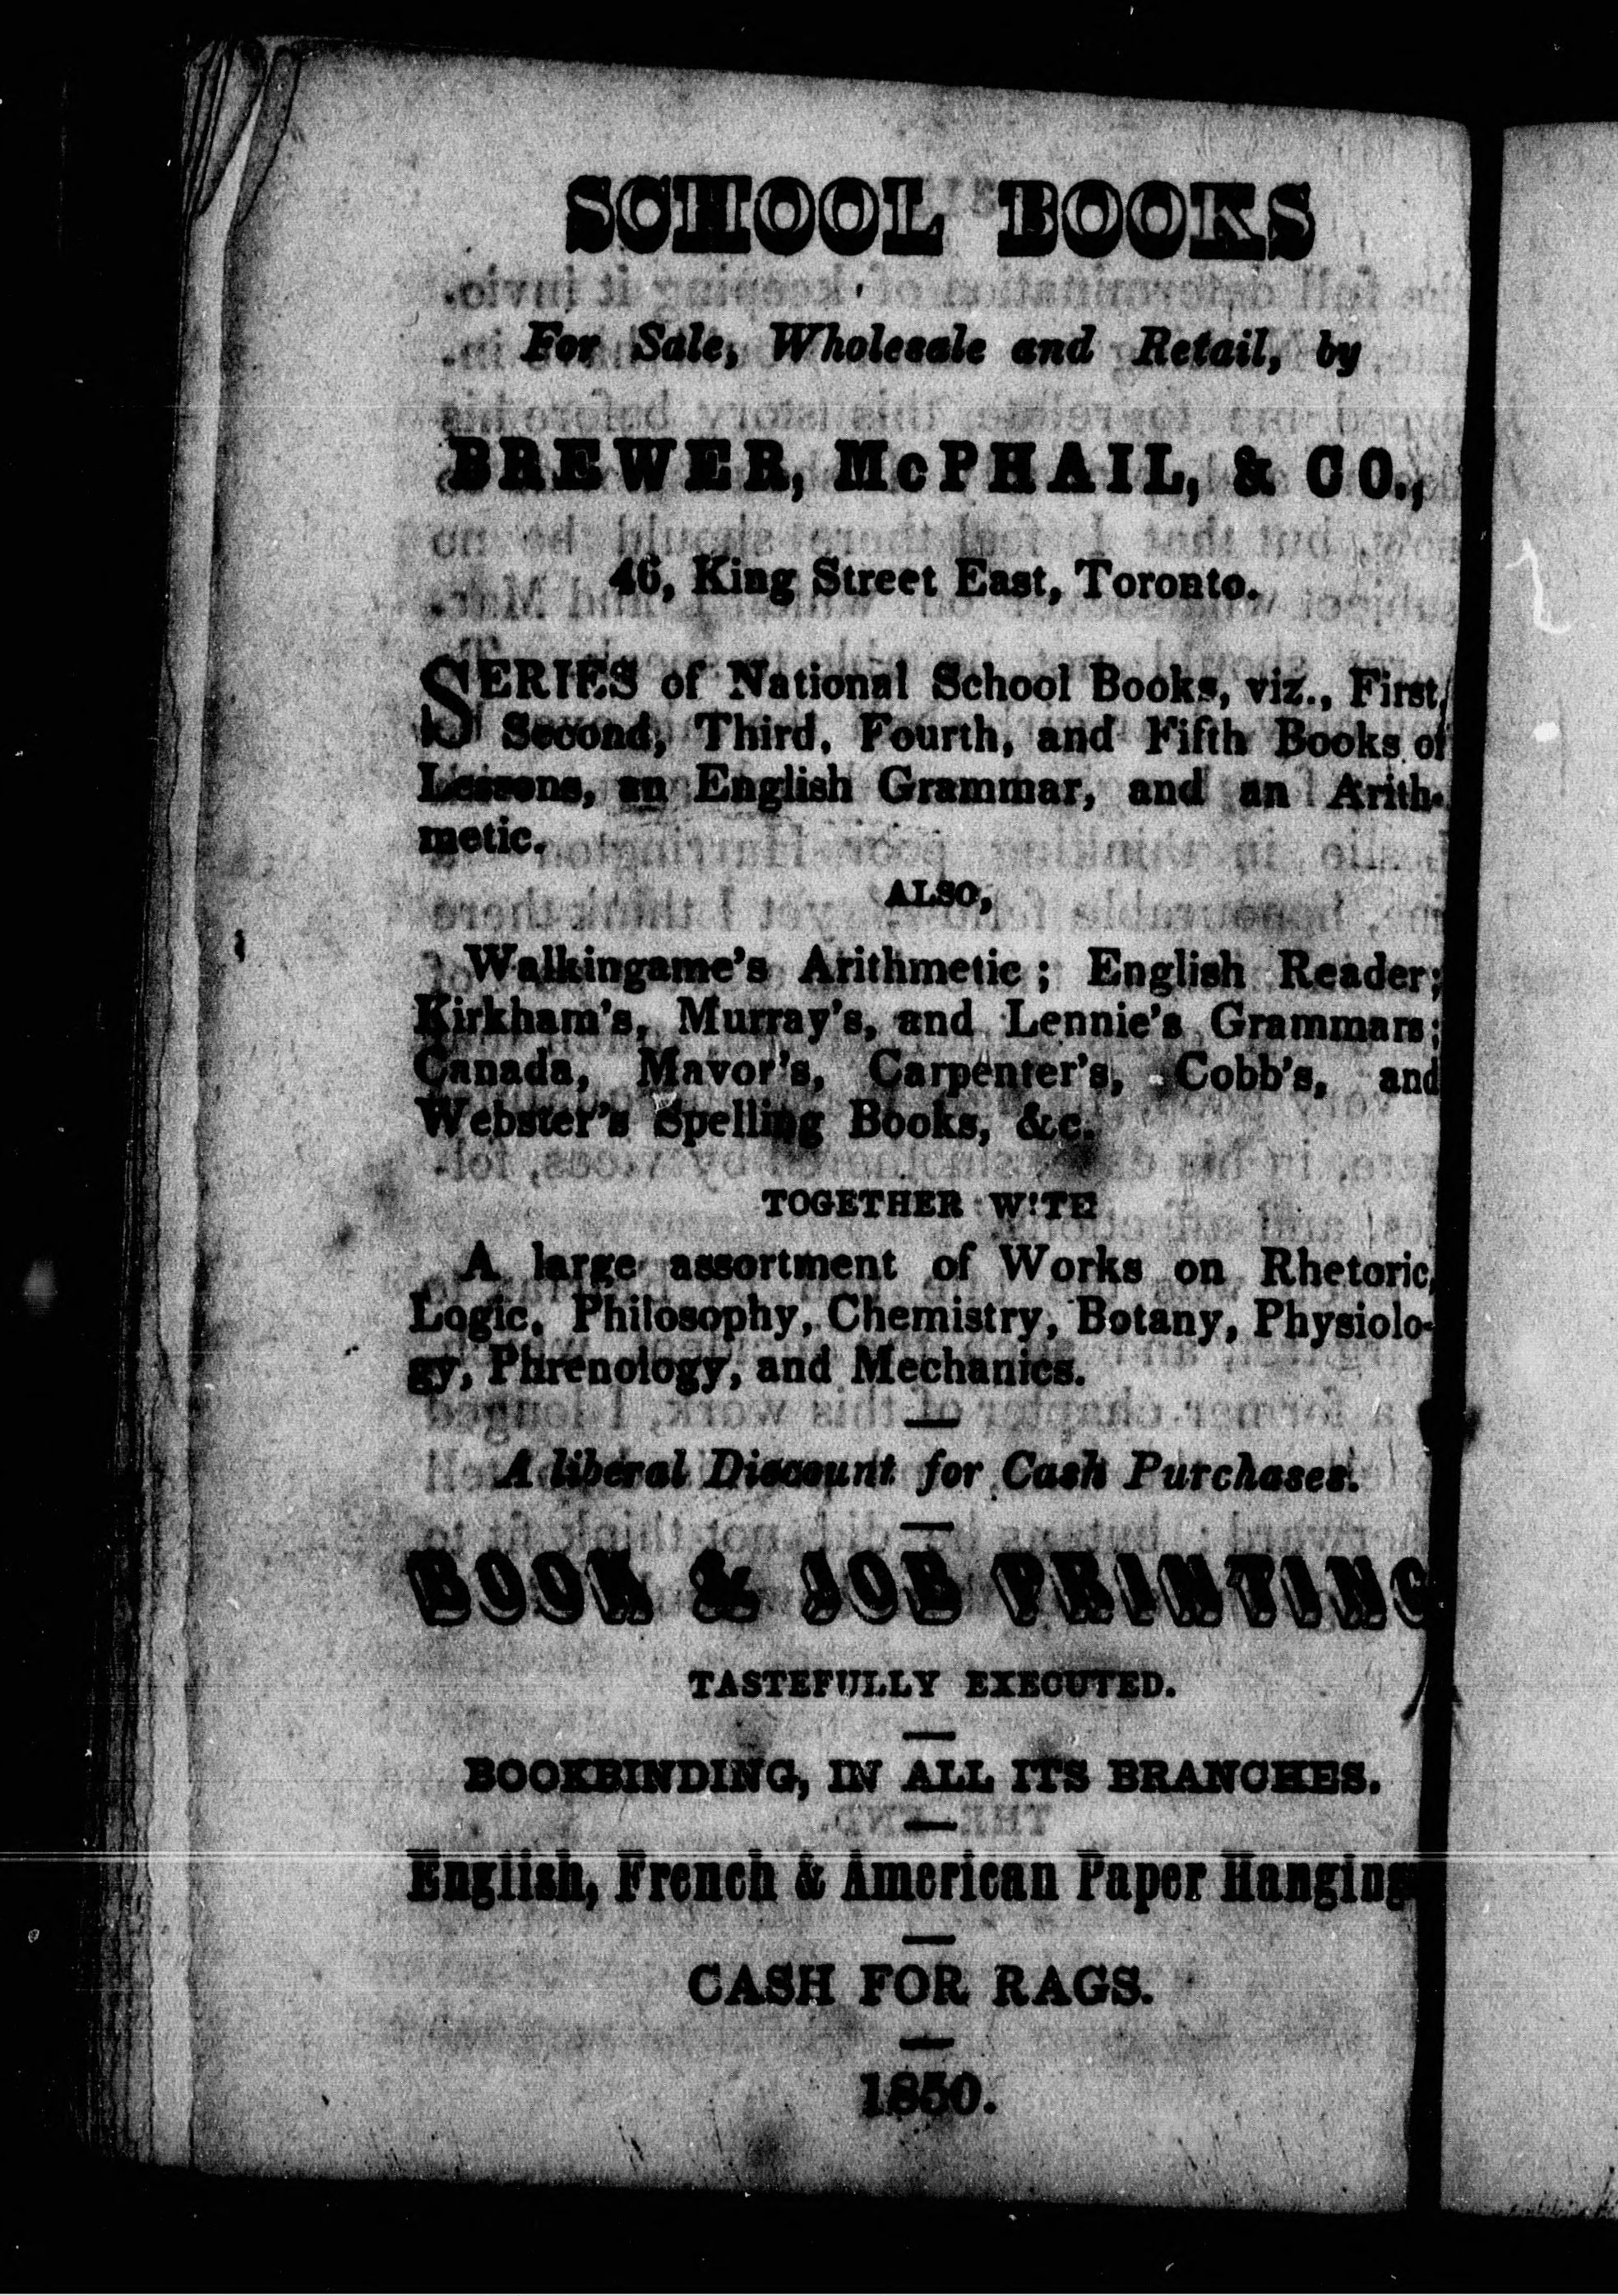 SCHOOL BOOKS
For Sale, Wholesale and Retail, by
BREWER, McPHAIL, & CO.,
46, King Street East, Toronto.
SERIES of National School Books, viz., First,
Second, Third, Fourth, and Fifth Books of
Lessons, an English Grammar, and an Arith-
metic.
ALSO,
Walkingame's Arithmetic; English Reader;
Kirkham's, Murray's, and Lennie's Grammars;
Canada, Mavor's, Carpenter's, Cobb's, and
Webster's Spelling Books, &c.
TOGETHER WITH
A large assortment of Works on Rhetoric,
Logic, Philosophy, Chemistry, Botany, Physiolo-
gy, Phrenology, and Mechanics.
A liberal Discount for Cash Purchases.
BOOK & JOB PRINTING
TASTEFULLY EXECUTED.
BOOKBINDING, IN ALL ITS BRANCHES.
English, French & American Paper Hanging
CASH FOR RAGS.
1850.